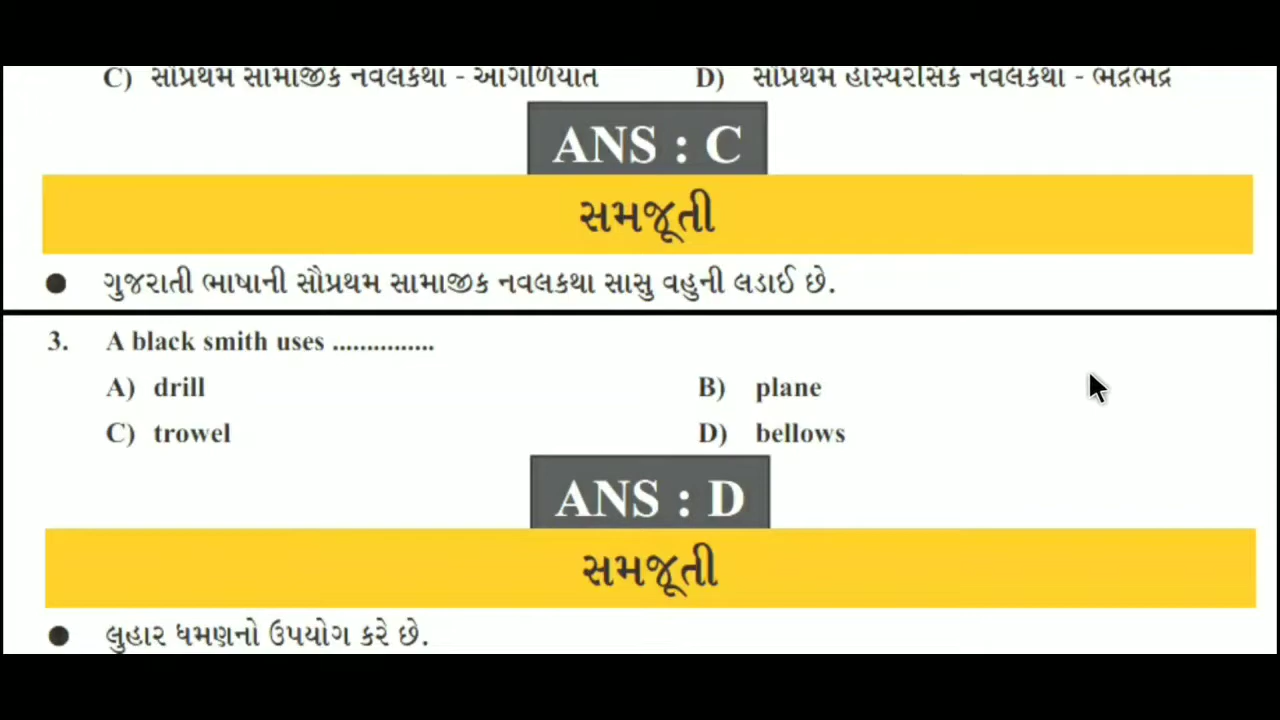 C) સૌપ્રથમ સામાજીક નવલકથા - આગળિયાત D) સૌપ્રથમ હાસ્યરસિક નવલકથા - ભદ્રંભદ્ર
ANS : C
સમજૂતી
● ગુજરાતી ભાષાની સૌપ્રથમ સામાજીક નવલકથા સાસુ વહુની લડાઈ છે.
3. A black smith uses ...............
A) drill B) plane
C) trowel D) bellows
ANS : D
સમજૂતી
● લુહાર ધમણનો ઉપયોગ કરે છે.